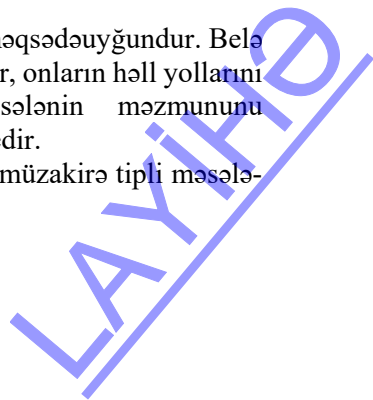 məqsədəuyğundur. Belə
r, onların həll yollarını
sələnin məzmununu
dir.
müzakirə tipli məsələ-
LAYİHƏ